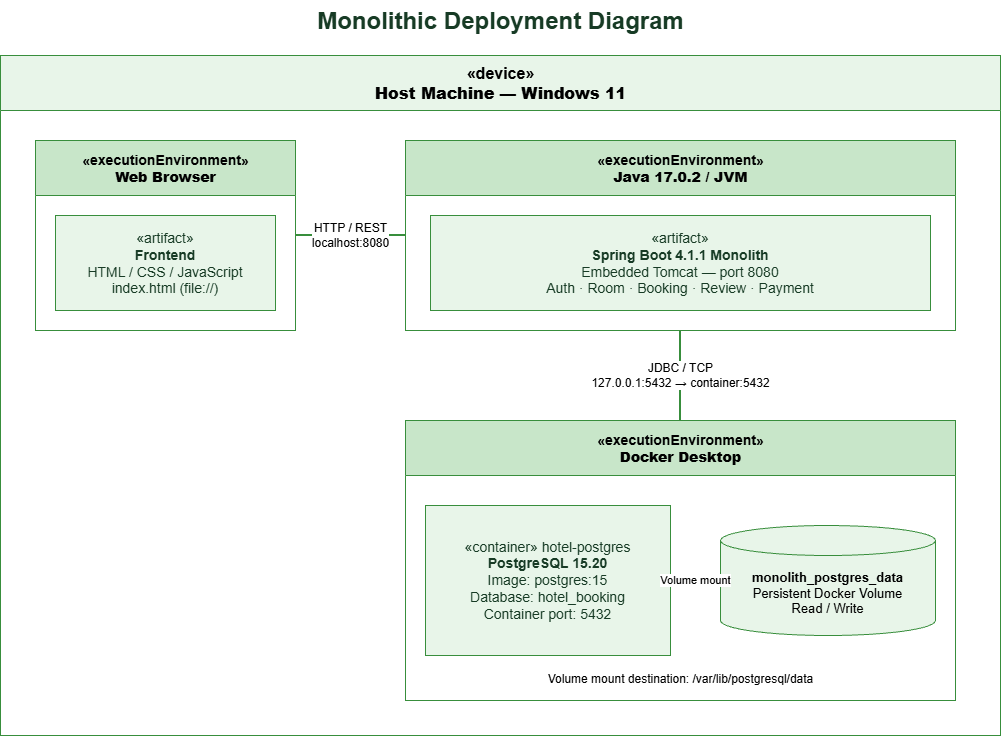 Monolithic Deployment Diagram
«device»
Host Machine — Windows 11
«executionEnvironment»
Web Browser
«artifact»
Frontend
HTML / CSS / JavaScript
index.html (file://)
HTTP / REST
localhost:8080
«executionEnvironment»
Java 17.0.2 / JVM
«artifact»
Spring Boot 4.1.1 Monolith
Embedded Tomcat — port 8080
Auth · Room · Booking · Review · Payment
JDBC / TCP
127.0.0.1:5432 → container:5432
«executionEnvironment»
Docker Desktop
«container» hotel-postgres
PostgreSQL 15.20
Image: postgres:15
Database: hotel_booking
Container port: 5432
Volume mount
monolith_postgres_data
Persistent Docker Volume
Read / Write
Volume mount destination: /var/lib/postgresql/data